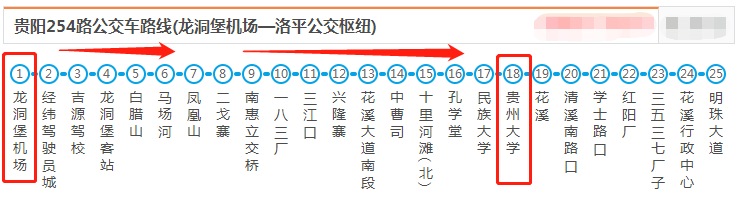 贵阳254路公交车路线(龙洞堡机场—洛平公交枢纽)
1 龙洞堡机场
2 经纬驾驶员城
3 吉源驾校
4 龙洞堡客站
5 白腊山
6 马场河
7 凤凰山
8 二戈寨
9 南惠立交桥
10 一八三厂
11 三江口
12 兴隆寨
13 花溪大道南段
14 中曹司
15 十里河滩(北)
16 孔学堂
17 民族大学
18 贵州大学
19 花溪
20 清溪南路口
21 学士路口
22 红阳厂
23 三五三七厂子
24 花溪行政中心
25 明珠大道